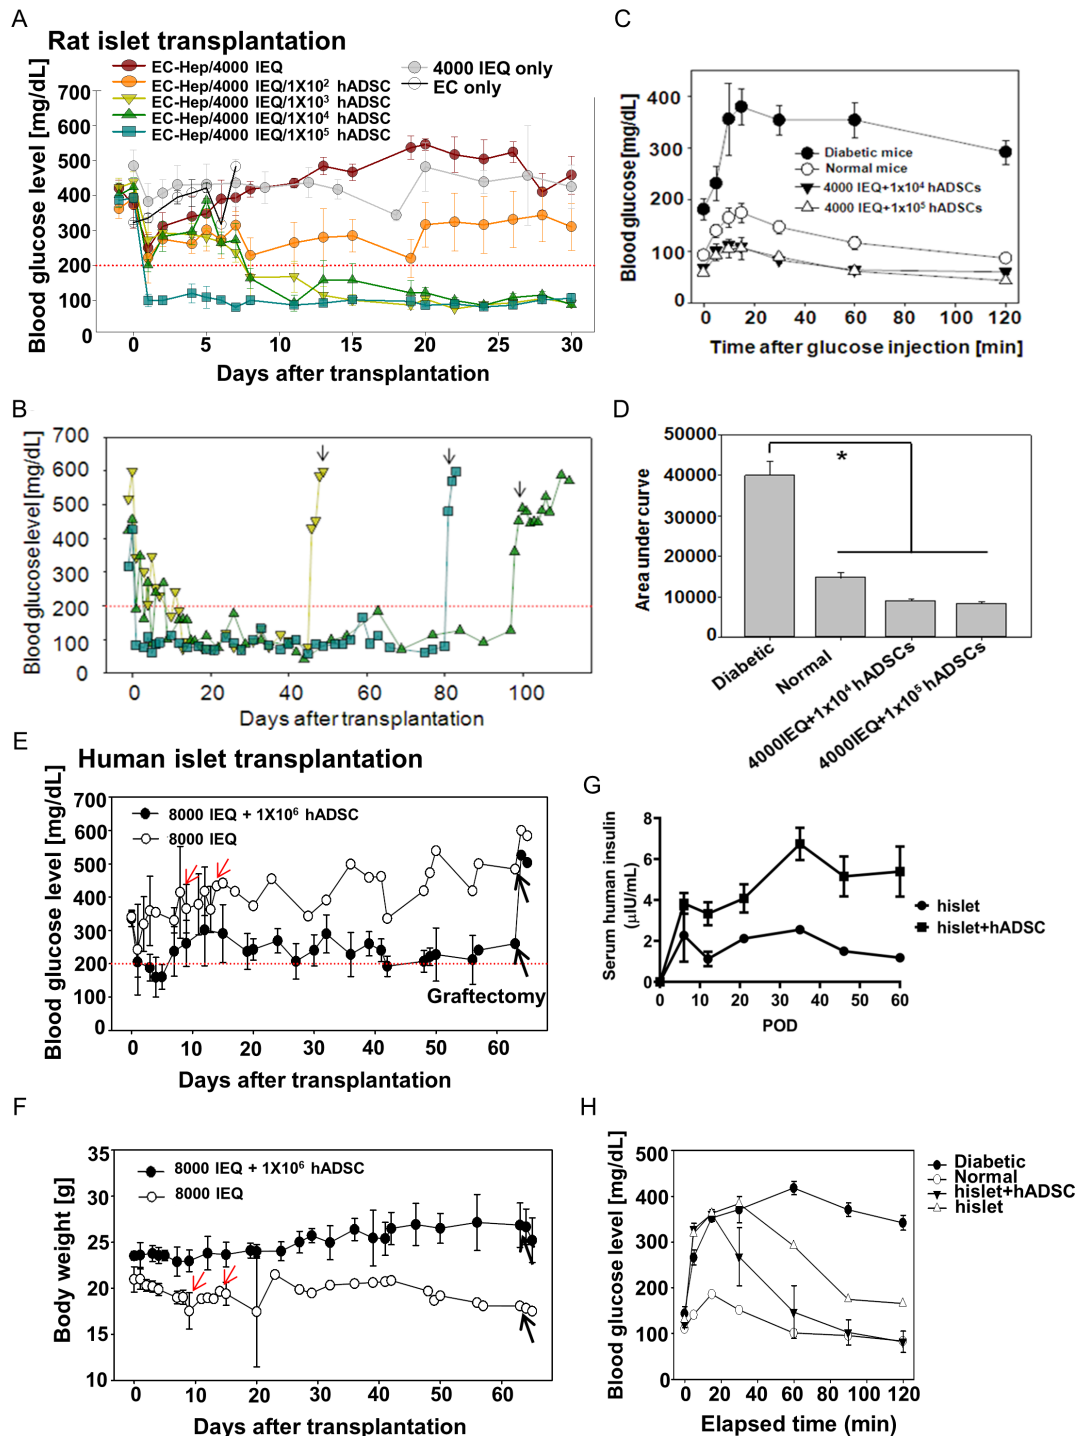 A
Rat islet transplantation
EC-Hep/4000 IEQ
EC-Hep/4000 IEQ/1X10² hADSC
EC-Hep/4000 IEQ/1X10³ hADSC
EC-Hep/4000 IEQ/1X10⁴ hADSC
EC-Hep/4000 IEQ/1X10⁵ hADSC
4000 IEQ only
EC only
Blood glucose level [mg/dL]
700
600
500
400
300
200
100
0
0 5 10 15 20 25 30
Days after transplantation
B
Blood glucose level [mg/dL]
700
600
500
400
300
200
100
0
0 20 40 60 80 100
Days after transplantation
C
Blood glucose [mg/dL]
400
300
200
100
0
Diabetic mice
Normal mice
4000 IEQ+1x10⁴ hADSCs
4000 IEQ+1x10⁵ hADSCs
0 20 40 60 80 100 120
Time after glucose injection [min]
D
Area under curve
50000
40000
30000
20000
10000
0
*
Diabetic
Normal
4000IEQ+1x10⁴ hADSCs
4000IEQ+1x10⁵ hADSCs
E
Human islet transplantation
Blood glucose level [mg/dL]
700
600
500
400
300
200
100
0
8000 IEQ + 1X10⁶ hADSC
8000 IEQ
Graftectomy
0 10 20 30 40 50 60
Days after transplantation
F
Body weight [g]
35
30
25
20
15
10
8000 IEQ + 1X10⁶ hADSC
8000 IEQ
0 10 20 30 40 50 60
Days after transplantation
G
Serum human insulin
(µIU/mL)
8
6
4
2
0
hislet
hislet+hADSC
0 10 20 30 40 50 60
POD
H
Blood glucose level [mg/dL]
500
400
300
200
100
0
Diabetic
Normal
hislet+hADSC
hislet
0 20 40 60 80 100 120
Elapsed time (min)